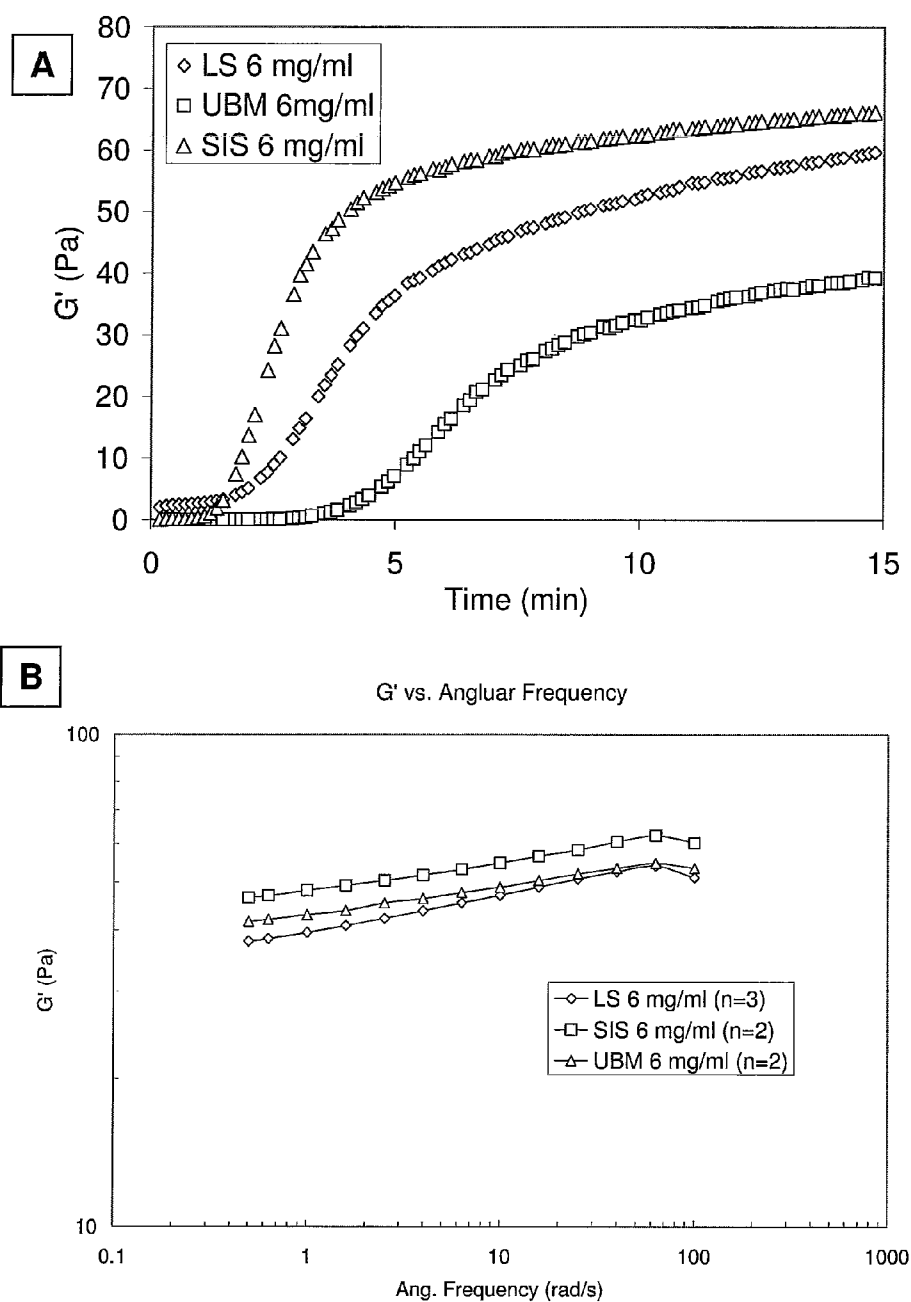 A
80
70
60
50
40
30
20
10
0
G' (Pa)
LS 6 mg/ml
UBM 6mg/ml
SIS 6 mg/ml
0 5 10 15
Time (min)
B
G' vs. Angluar Frequency
100
10
G' (Pa)
LS 6 mg/ml (n=3)
SIS 6 mg/ml (n=2)
UBM 6 mg/ml (n=2)
0.1 1 10 100 1000
Ang. Frequency (rad/s)